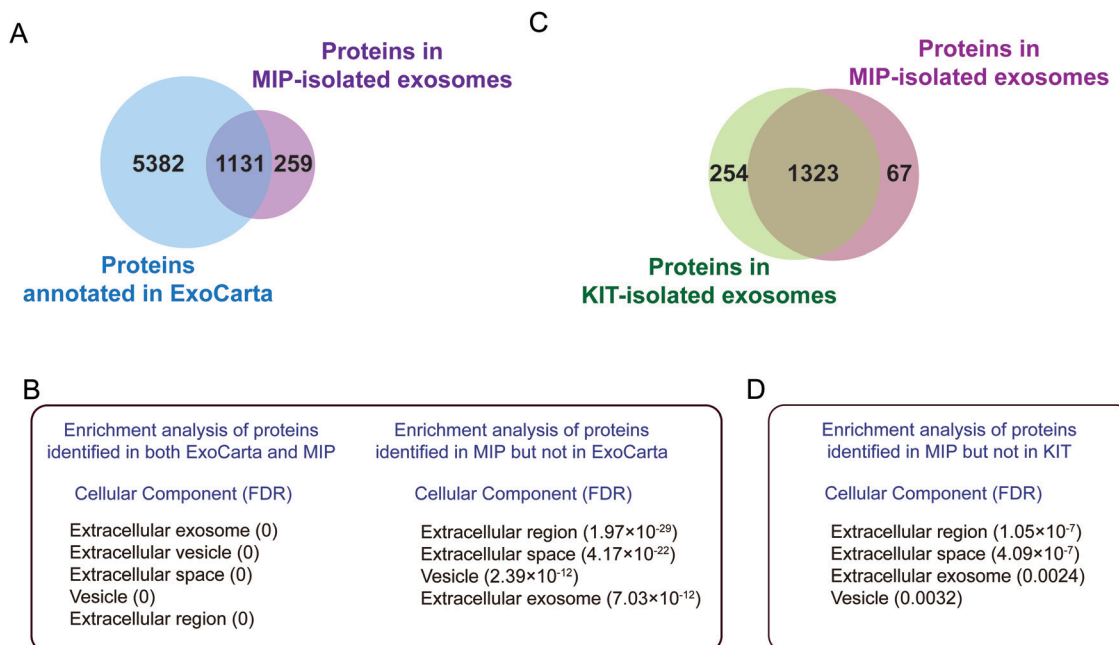 A
Proteins in
MIP-isolated exosomes
5382
1131
259
Proteins
annotated in ExoCarta
C
Proteins in
MIP-isolated exosomes
254
1323
67
Proteins in
KIT-isolated exosomes
B
Enrichment analysis of proteins
identified in both ExoCarta and MIP
Cellular Component (FDR)
Extracellular exosome (0)
Extracellular vesicle (0)
Extracellular space (0)
Vesicle (0)
Extracellular region (0)
Enrichment analysis of proteins
identified in MIP but not in ExoCarta
Cellular Component (FDR)
Extracellular region (1.97×10⁻²⁹)
Extracellular space (4.17×10⁻²²)
Vesicle (2.39×10⁻¹²)
Extracellular exosome (7.03×10⁻¹²)
D
Enrichment analysis of proteins
identified in MIP but not in KIT
Cellular Component (FDR)
Extracellular region (1.05×10⁻⁷)
Extracellular space (4.09×10⁻⁷)
Extracellular exosome (0.0024)
Vesicle (0.0032)